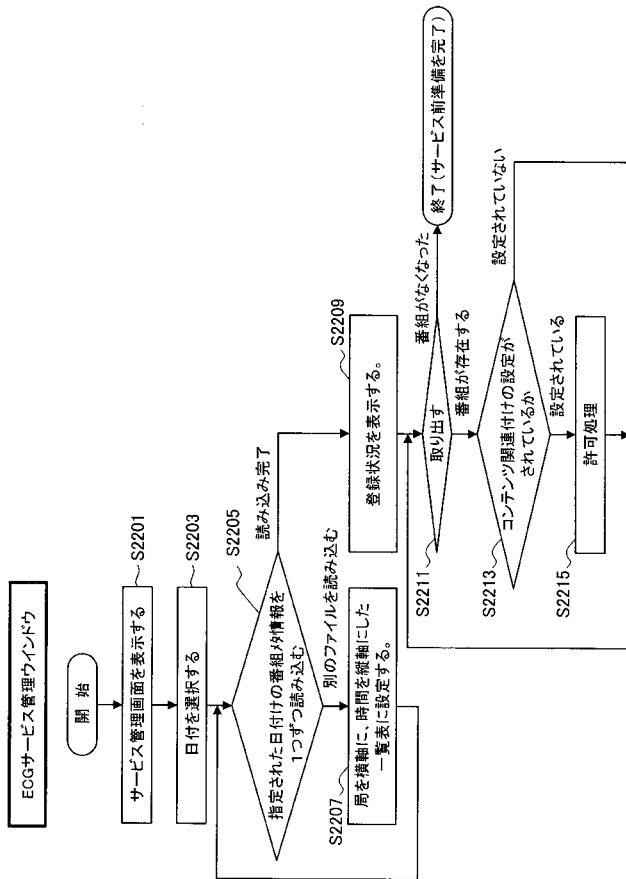 ECGサービス管理ウインドウ
開 始
サービス管理画面を表示する
S2201
日付を選択する
S2203
指定された日付けの番組ﾒﾀ情報を
1つずつ読み込む
S2205
読み込み完了
別のファイルを読み込む
局を横軸に、時間を縦軸にした
一覧表に設定する。
S2207
登録状況を表示する。
S2209
取り出す
S2211
番組がなくなった
終了(サービス前準備を完了)
番組が存在する
コンテンツ関連付けの設定が
されているか
S2213
設定されていない
設定されている
許可処理
S2215